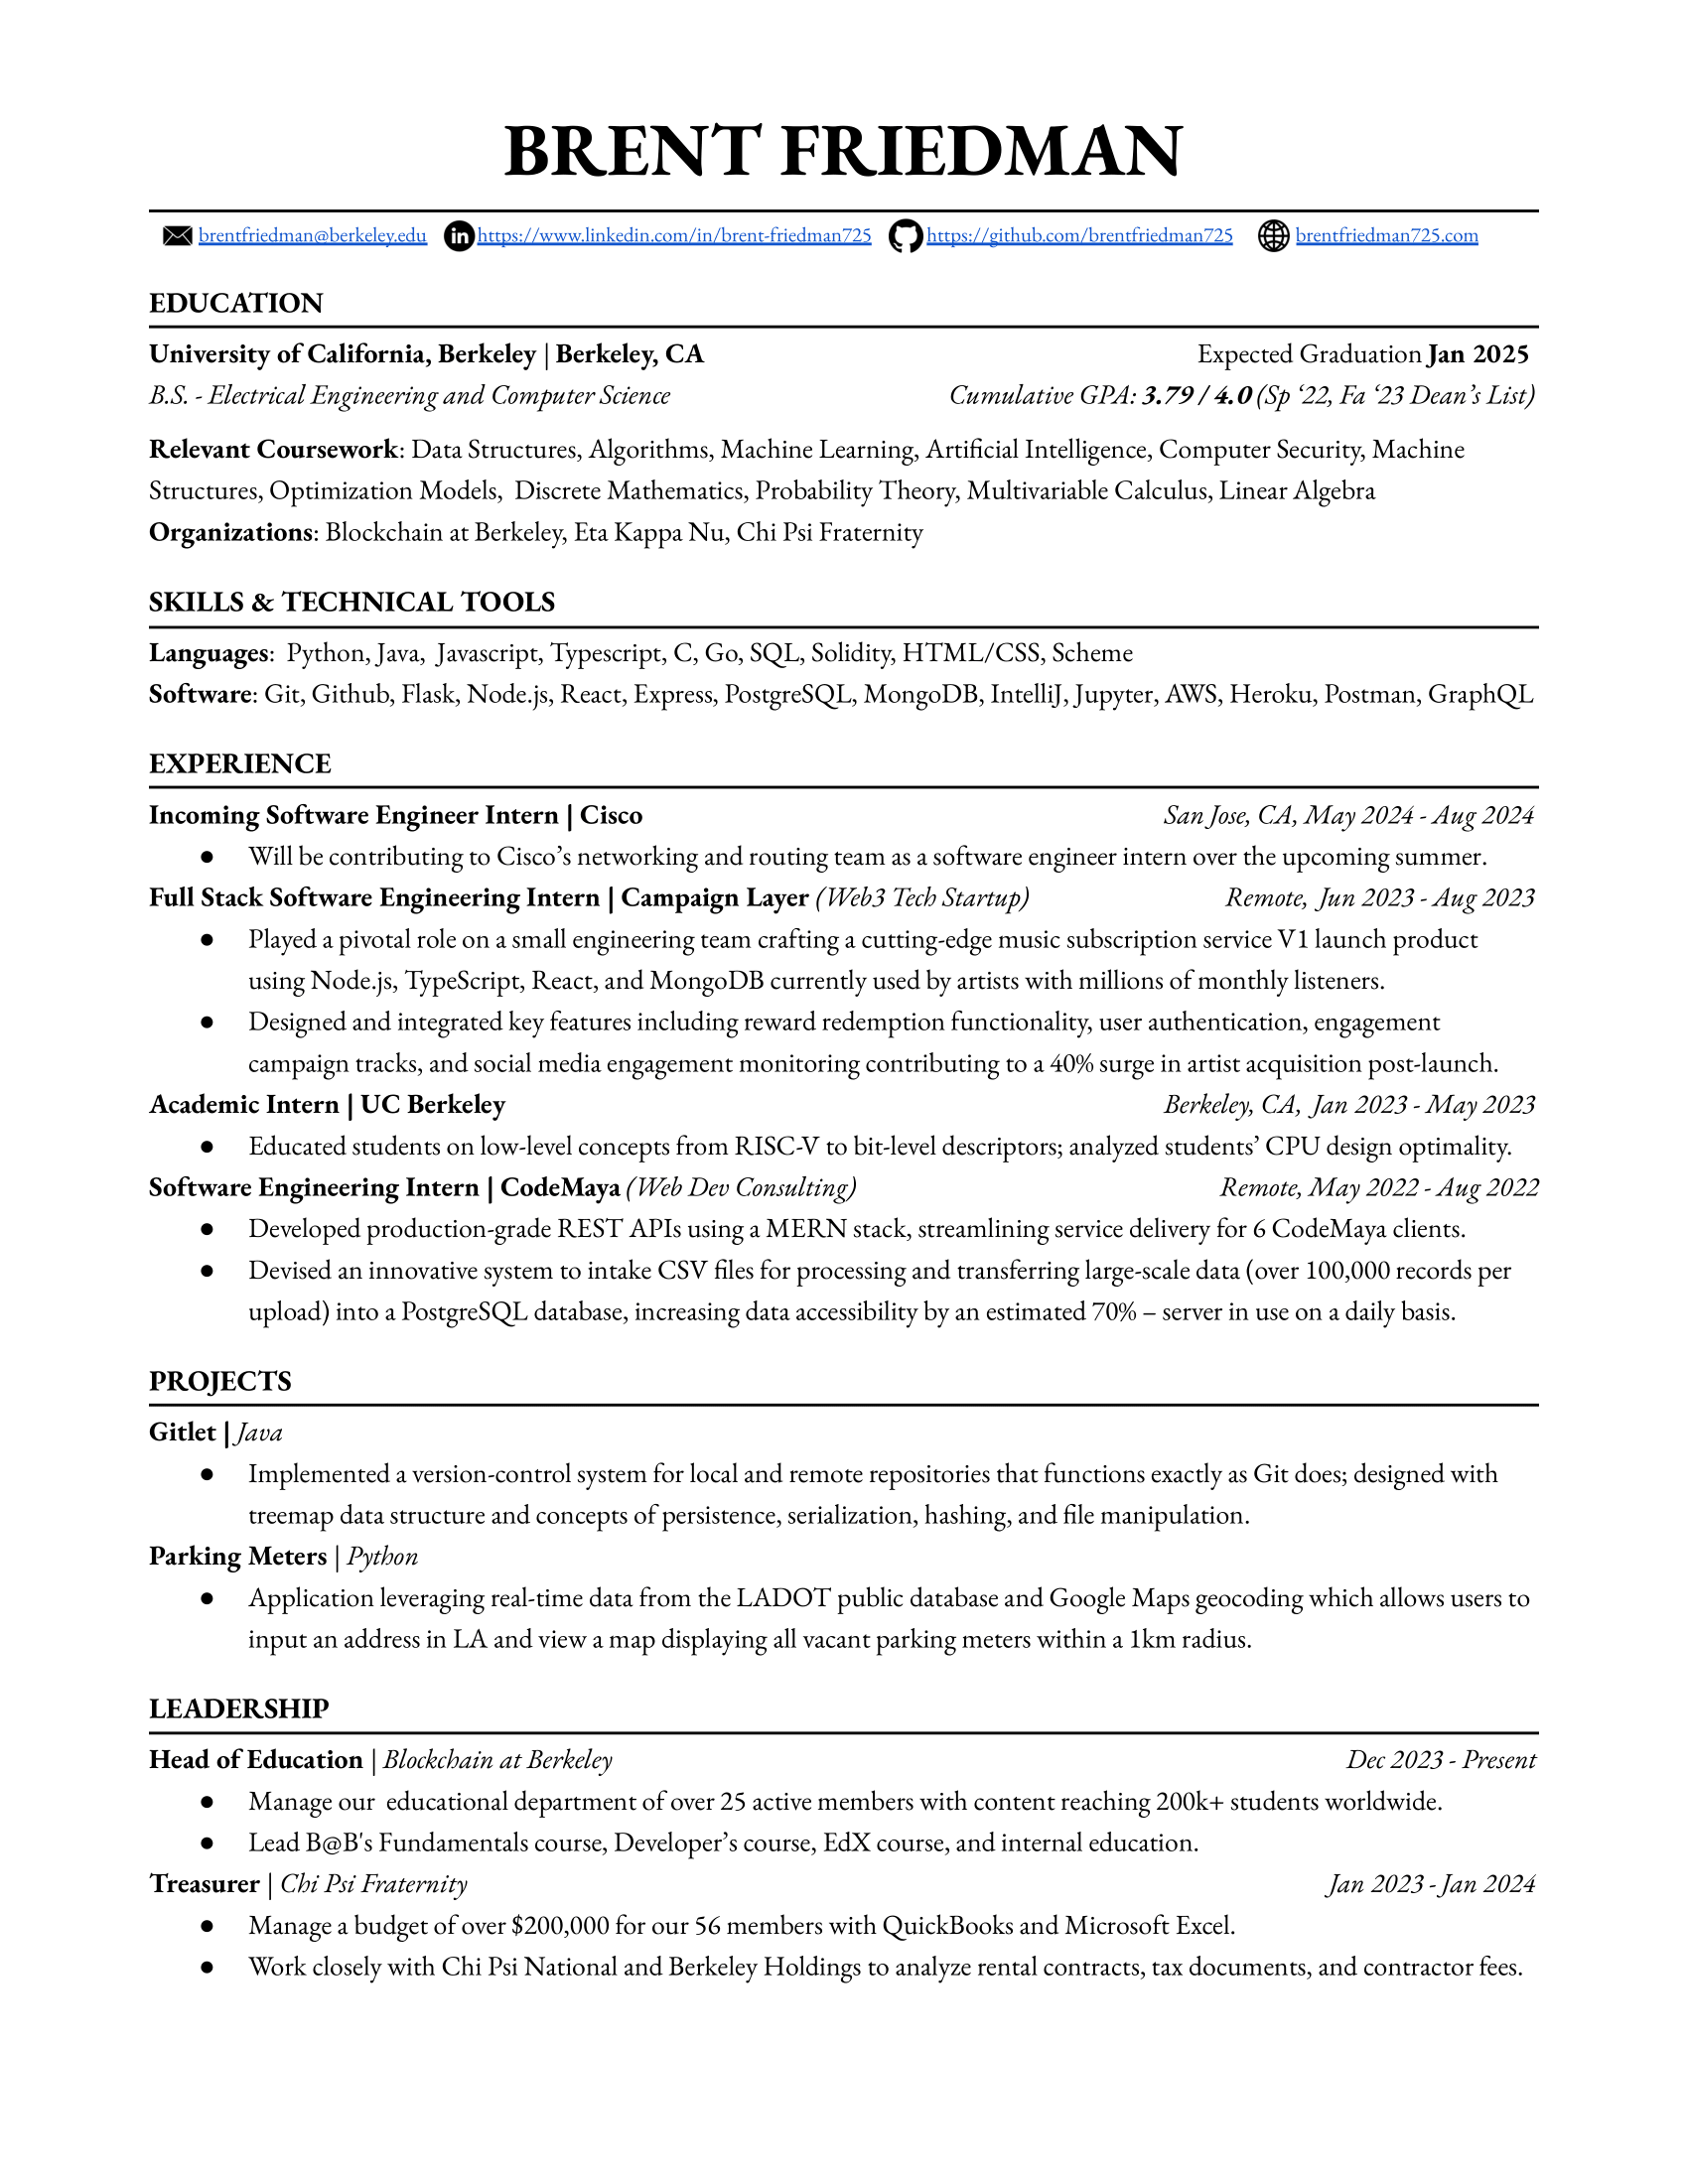 BRENT FRIEDMAN
brentfriedman@berkeley.edu https://www.linkedin.com/in/brent-friedman725 https://github.com/brentfriedman725 brentfriedman725.com
EDUCATION
University of California, Berkeley | Berkeley, CA Expected Graduation Jan 2025
B.S. - Electrical Engineering and Computer Science Cumulative GPA: 3.79 / 4.0 (Sp ‘22, Fa ‘23 Dean’s List)
Relevant Coursework: Data Structures, Algorithms, Machine Learning, Artificial Intelligence, Computer Security, Machine
Structures, Optimization Models, Discrete Mathematics, Probability Theory, Multivariable Calculus, Linear Algebra
Organizations: Blockchain at Berkeley, Eta Kappa Nu, Chi Psi Fraternity
SKILLS & TECHNICAL TOOLS
Languages: Python, Java, Javascript, Typescript, C, Go, SQL, Solidity, HTML/CSS, Scheme
Software: Git, Github, Flask, Node.js, React, Express, PostgreSQL, MongoDB, IntelliJ, Jupyter, AWS, Heroku, Postman, GraphQL
EXPERIENCE
Incoming Software Engineer Intern | Cisco San Jose, CA, May 2024 - Aug 2024
● Will be contributing to Cisco’s networking and routing team as a software engineer intern over the upcoming summer.
Full Stack Software Engineering Intern | Campaign Layer (Web3 Tech Startup) Remote, Jun 2023 - Aug 2023
● Played a pivotal role on a small engineering team crafting a cutting-edge music subscription service V1 launch product
using Node.js, TypeScript, React, and MongoDB currently used by artists with millions of monthly listeners.
● Designed and integrated key features including reward redemption functionality, user authentication, engagement
campaign tracks, and social media engagement monitoring contributing to a 40% surge in artist acquisition post-launch.
Academic Intern | UC Berkeley Berkeley, CA, Jan 2023 - May 2023
● Educated students on low-level concepts from RISC-V to bit-level descriptors; analyzed students’ CPU design optimality.
Software Engineering Intern | CodeMaya (Web Dev Consulting) Remote, May 2022 - Aug 2022
● Developed production-grade REST APIs using a MERN stack, streamlining service delivery for 6 CodeMaya clients.
● Devised an innovative system to intake CSV files for processing and transferring large-scale data (over 100,000 records per
upload) into a PostgreSQL database, increasing data accessibility by an estimated 70% – server in use on a daily basis.
PROJECTS
Gitlet | Java
● Implemented a version-control system for local and remote repositories that functions exactly as Git does; designed with
treemap data structure and concepts of persistence, serialization, hashing, and file manipulation.
Parking Meters | Python
● Application leveraging real-time data from the LADOT public database and Google Maps geocoding which allows users to
input an address in LA and view a map displaying all vacant parking meters within a 1km radius.
LEADERSHIP
Head of Education | Blockchain at Berkeley Dec 2023 - Present
● Manage our educational department of over 25 active members with content reaching 200k+ students worldwide.
● Lead B@B's Fundamentals course, Developer’s course, EdX course, and internal education.
Treasurer | Chi Psi Fraternity Jan 2023 - Jan 2024
● Manage a budget of over $200,000 for our 56 members with QuickBooks and Microsoft Excel.
● Work closely with Chi Psi National and Berkeley Holdings to analyze rental contracts, tax documents, and contractor fees.